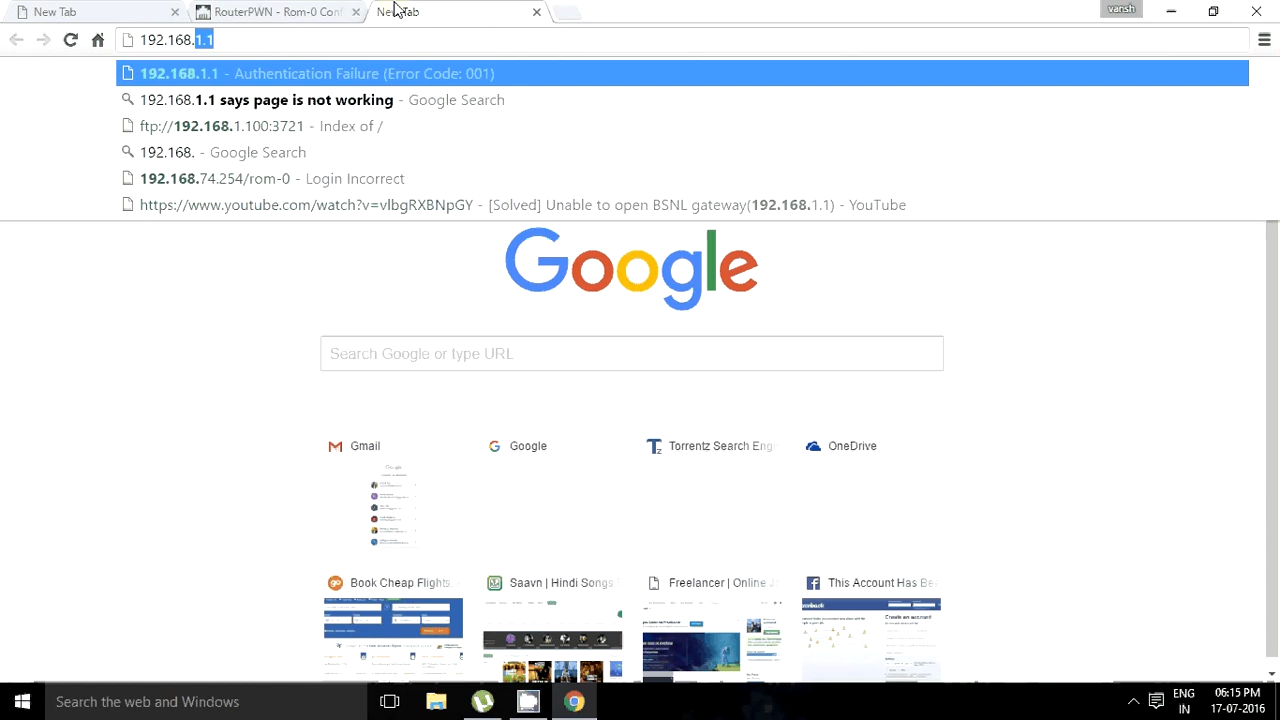 New Tab
RouterPWN - Rom-0 Conf
New Tab
vansh
192.168.1.1
192.168.1.1 - Authentication Failure (Error Code: 001)
192.168.1.1 says page is not working - Google Search
ftp://192.168.1.100:3721 - Index of /
192.168. - Google Search
192.168.74.254/rom-0 - Login Incorrect
https://www.youtube.com/watch?v=vlbgRXBNpGY - [Solved] Unable to open BSNL gateway(192.168.1.1) - YouTube
Google
Search Google or type URL
Gmail
Google
Torrentz Search Eng
OneDrive
Book Cheap Flights.
Saavn | Hindi Songs
Freelancer | Online J
This Account Has Be
Search the web and Windows
ENG
IN
06:15 PM
17-07-2016